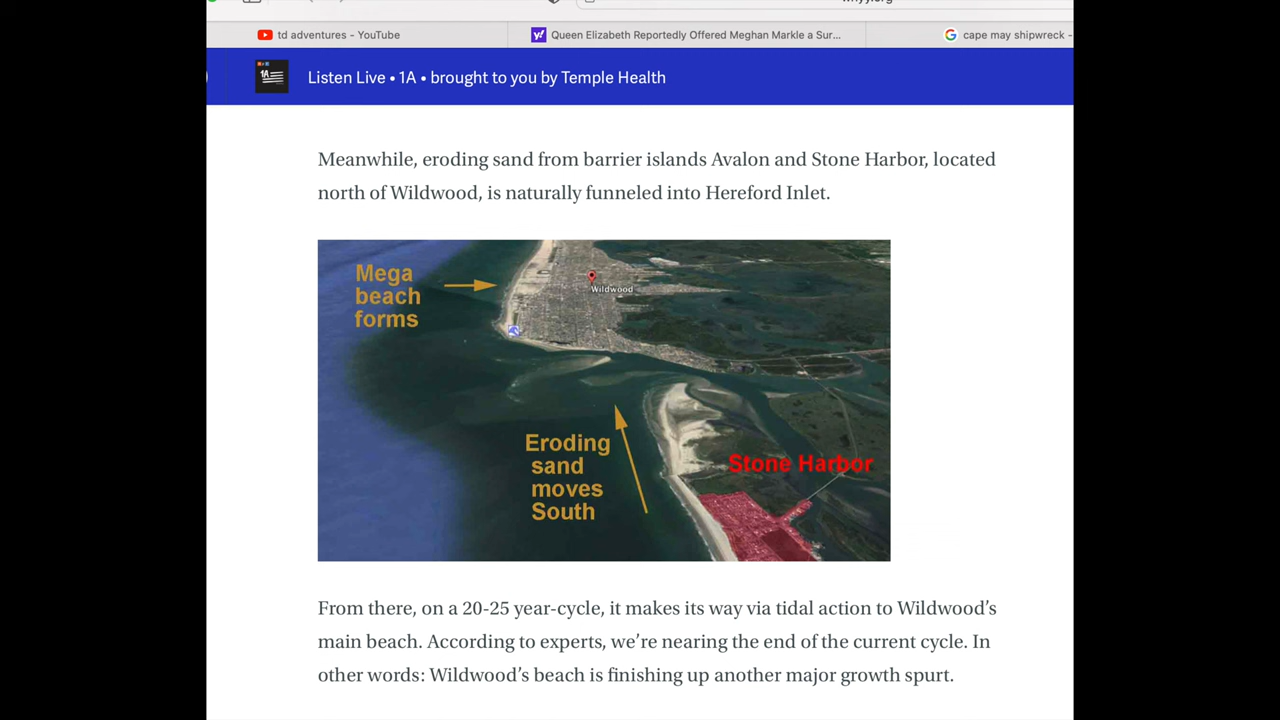 td adventures - YouTube
Queen Elizabeth Reportedly Offered Meghan Markle a Sur...
cape may shipwreck -
Listen Live • 1A • brought to you by Temple Health
Meanwhile, eroding sand from barrier islands Avalon and Stone Harbor, located
north of Wildwood, is naturally funneled into Hereford Inlet.
Mega
beach
forms
Wildwood
Eroding
sand
moves
South
Stone Harbor
From there, on a 20-25 year-cycle, it makes its way via tidal action to Wildwood’s
main beach. According to experts, we’re nearing the end of the current cycle. In
other words: Wildwood’s beach is finishing up another major growth spurt.